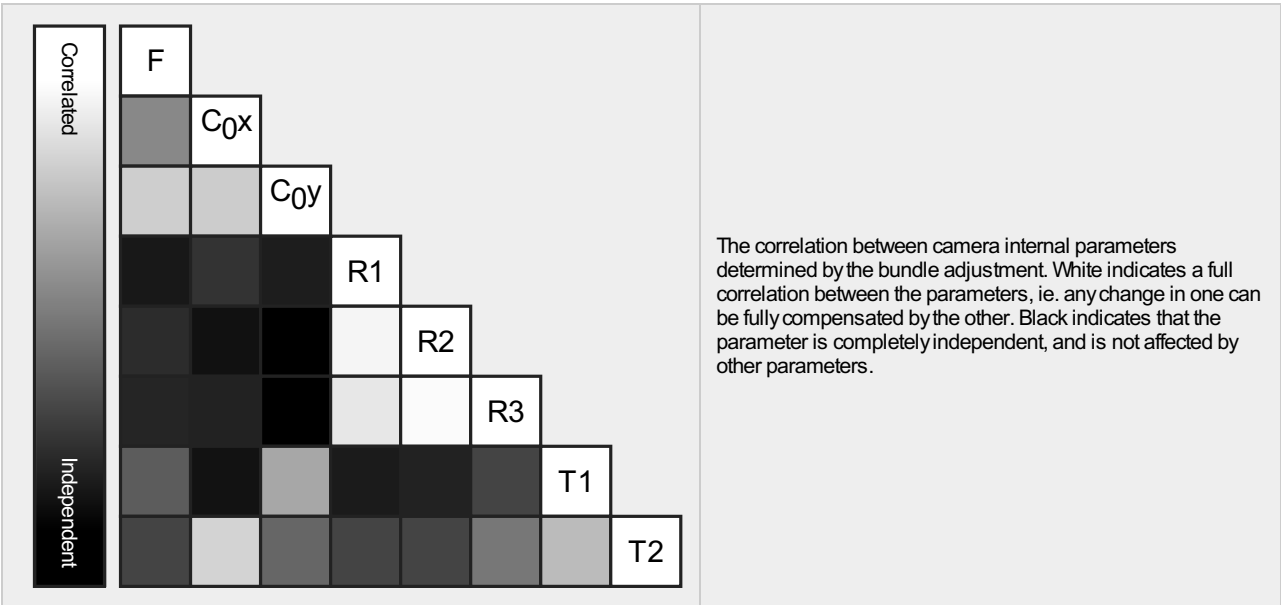 Correlated
Independent
F
C0x
C0y
R1
R2
R3
T1
T2
The correlation between camera internal parameters
determined by the bundle adjustment. White indicates a full
correlation between the parameters, ie. any change in one can
be fully compensated by the other. Black indicates that the
parameter is completely independent, and is not affected by
other parameters.